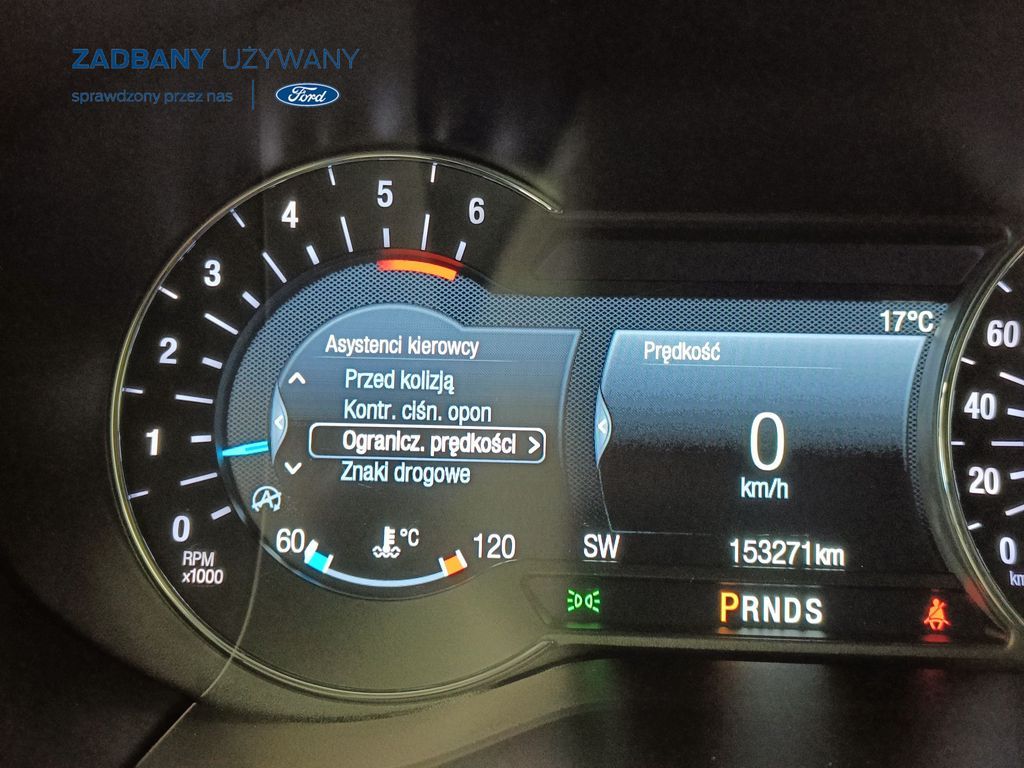 ZADBANY UŻYWANY
sprawdzony przez nas
Ford
0
1
2
3
4
5
6
RPM
x1000
17°C
Asystenci kierowcy
Przed kolizją
Kontr. ciśn. opon
Ogranicz. prędkości >
Znaki drogowe
60 °C 120
Prędkość
0
km/h
SW 153271km
PRNDS
60
40
20
0